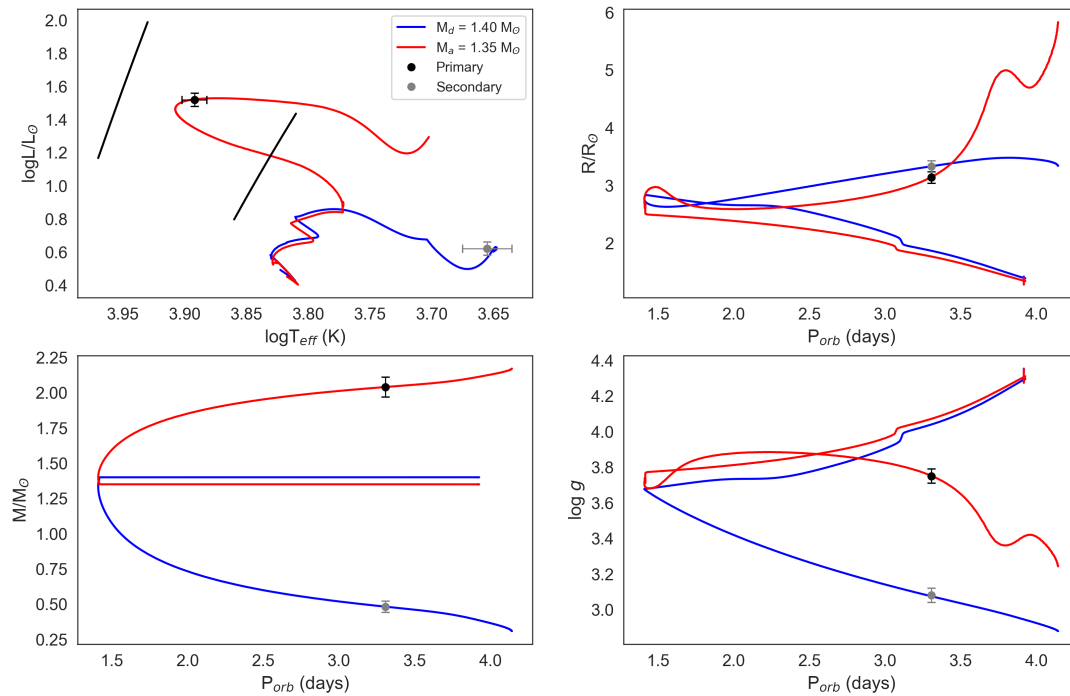 2.0
1.8
1.6
1.4
1.2
1.0
0.8
0.6
0.4
logL/L⊙
3.95 3.90 3.85 3.80 3.75 3.70 3.65
logT_eff (K)
M_d = 1.40 M⊙
M_a = 1.35 M⊙
Primary
Secondary
6
5
4
3
2
R/R⊙
1.5 2.0 2.5 3.0 3.5 4.0
P_orb (days)
2.25
2.00
1.75
1.50
1.25
1.00
0.75
0.50
0.25
M/M⊙
1.5 2.0 2.5 3.0 3.5 4.0
P_orb (days)
4.4
4.2
4.0
3.8
3.6
3.4
3.2
3.0
log g
1.5 2.0 2.5 3.0 3.5 4.0
P_orb (days)